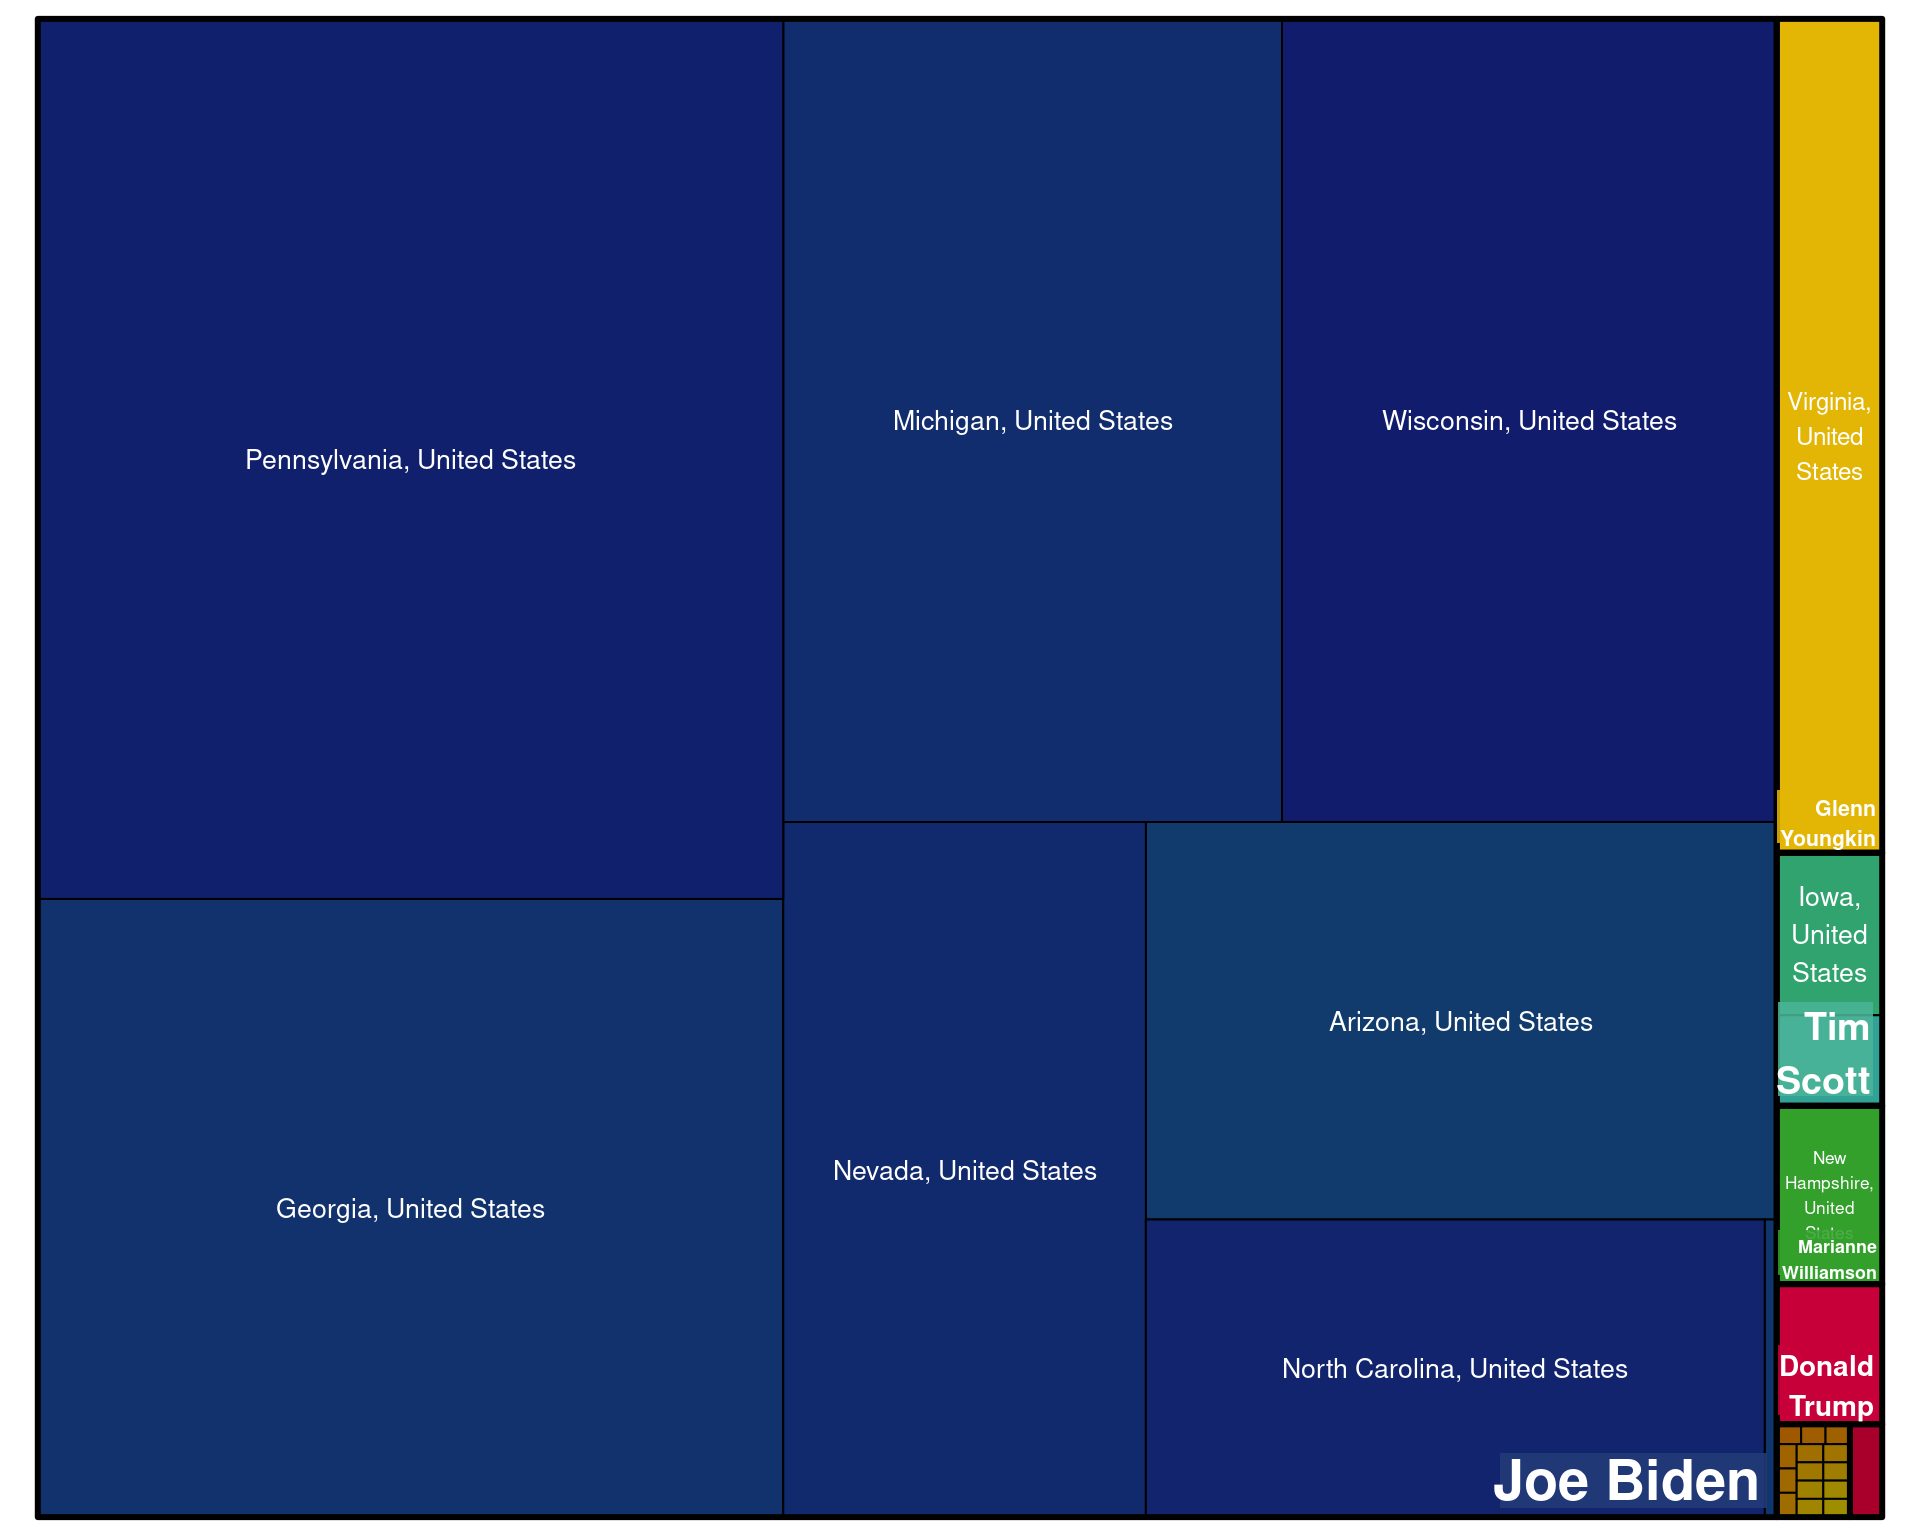 Pennsylvania, United States
Michigan, United States
Wisconsin, United States
Virginia,
United
States
Glenn
Youngkin
Georgia, United States
Nevada, United States
Arizona, United States
North Carolina, United States
Joe Biden
Iowa,
United
States
Tim
Scott
New
Hampshire,
United
States
Marianne
Williamson
Donald
Trump